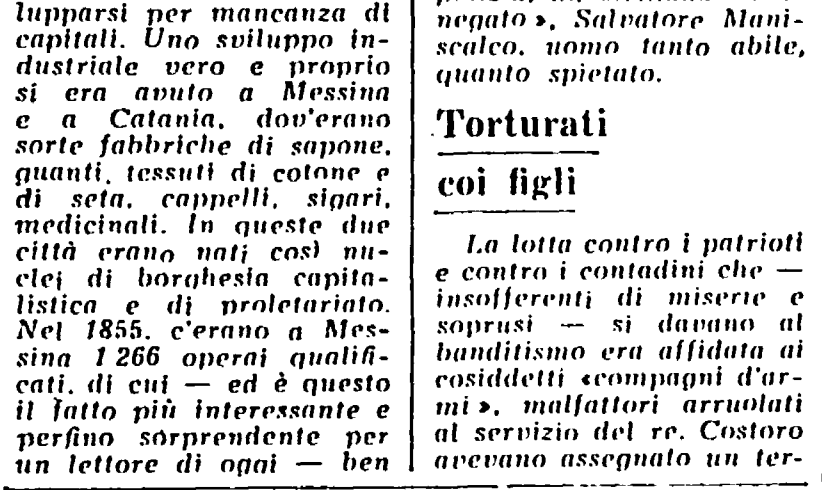 lupparsi per mancanza di
capitali. Uno sviluppo in-
dustriale vero e proprio
si era avuto a Messina
e a Catania, dov'erano
sorte fabbriche di sapone,
guanti, tessuti di cotone e
di seta, cappelli, sigari,
medicinali. In queste due
città erano nati così nu-
clei di borghesia capita-
listica e di proletariato.
Nel 1855, c'erano a Mes-
sina 1 266 operai qualifi-
cati, di cui — ed è questo
il fatto più interessante e
perfino sorprendente per
un lettore di oggi — ben
negato», Salvatore Mani-
scalco, uomo tanto abile,
quanto spietato.
Torturati
coi figli
La lotta contro i patrioti
e contro i contadini che —
insofferenti di miserie e
soprusi — si davano al
banditismo era affidata ai
cosiddetti «compagni d'ar-
mi», malfattori arruolati
al servizio del re. Costoro
avevano assegnato un ter-